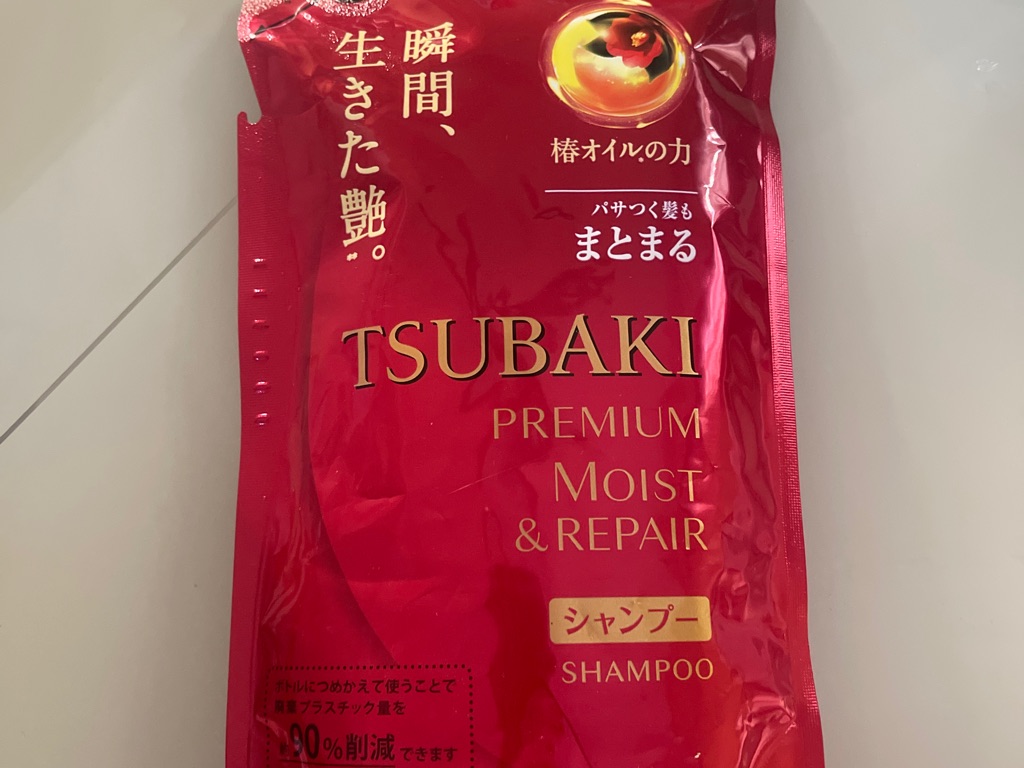 瞬間、
生きた艶。
椿オイル.の力
パサつく髪も
まとまる
TSUBAKI
PREMIUM
MOIST
& REPAIR
シャンプー
SHAMPOO
ボトルにつめかえて使うことで
廃棄プラスチック量を
約90%削減できます